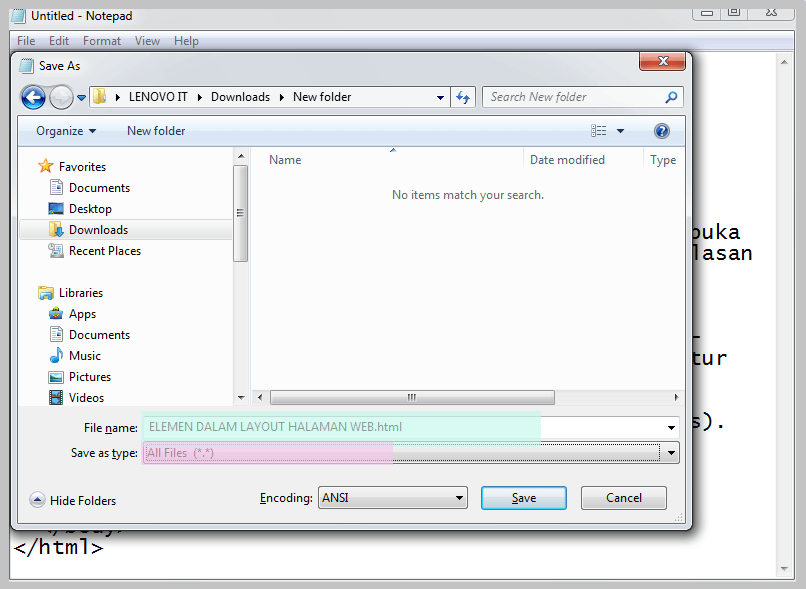 Untitled - Notepad
File Edit Format View Help
Save As
LENOVO IT Downloads New folder
Search New folder
Organize New folder
Name Date modified Type
No items match your search.
Favorites
Documents
Desktop
Downloads
Recent Places
Libraries
Apps
Documents
Music
Pictures
Videos
buka
lasan
tur
s).
File name: ELEMEN DALAM LAYOUT HALAMAN WEB.html
Save as type: All Files (*.*)
Hide Folders Encoding: ANSI Save Cancel
</html>